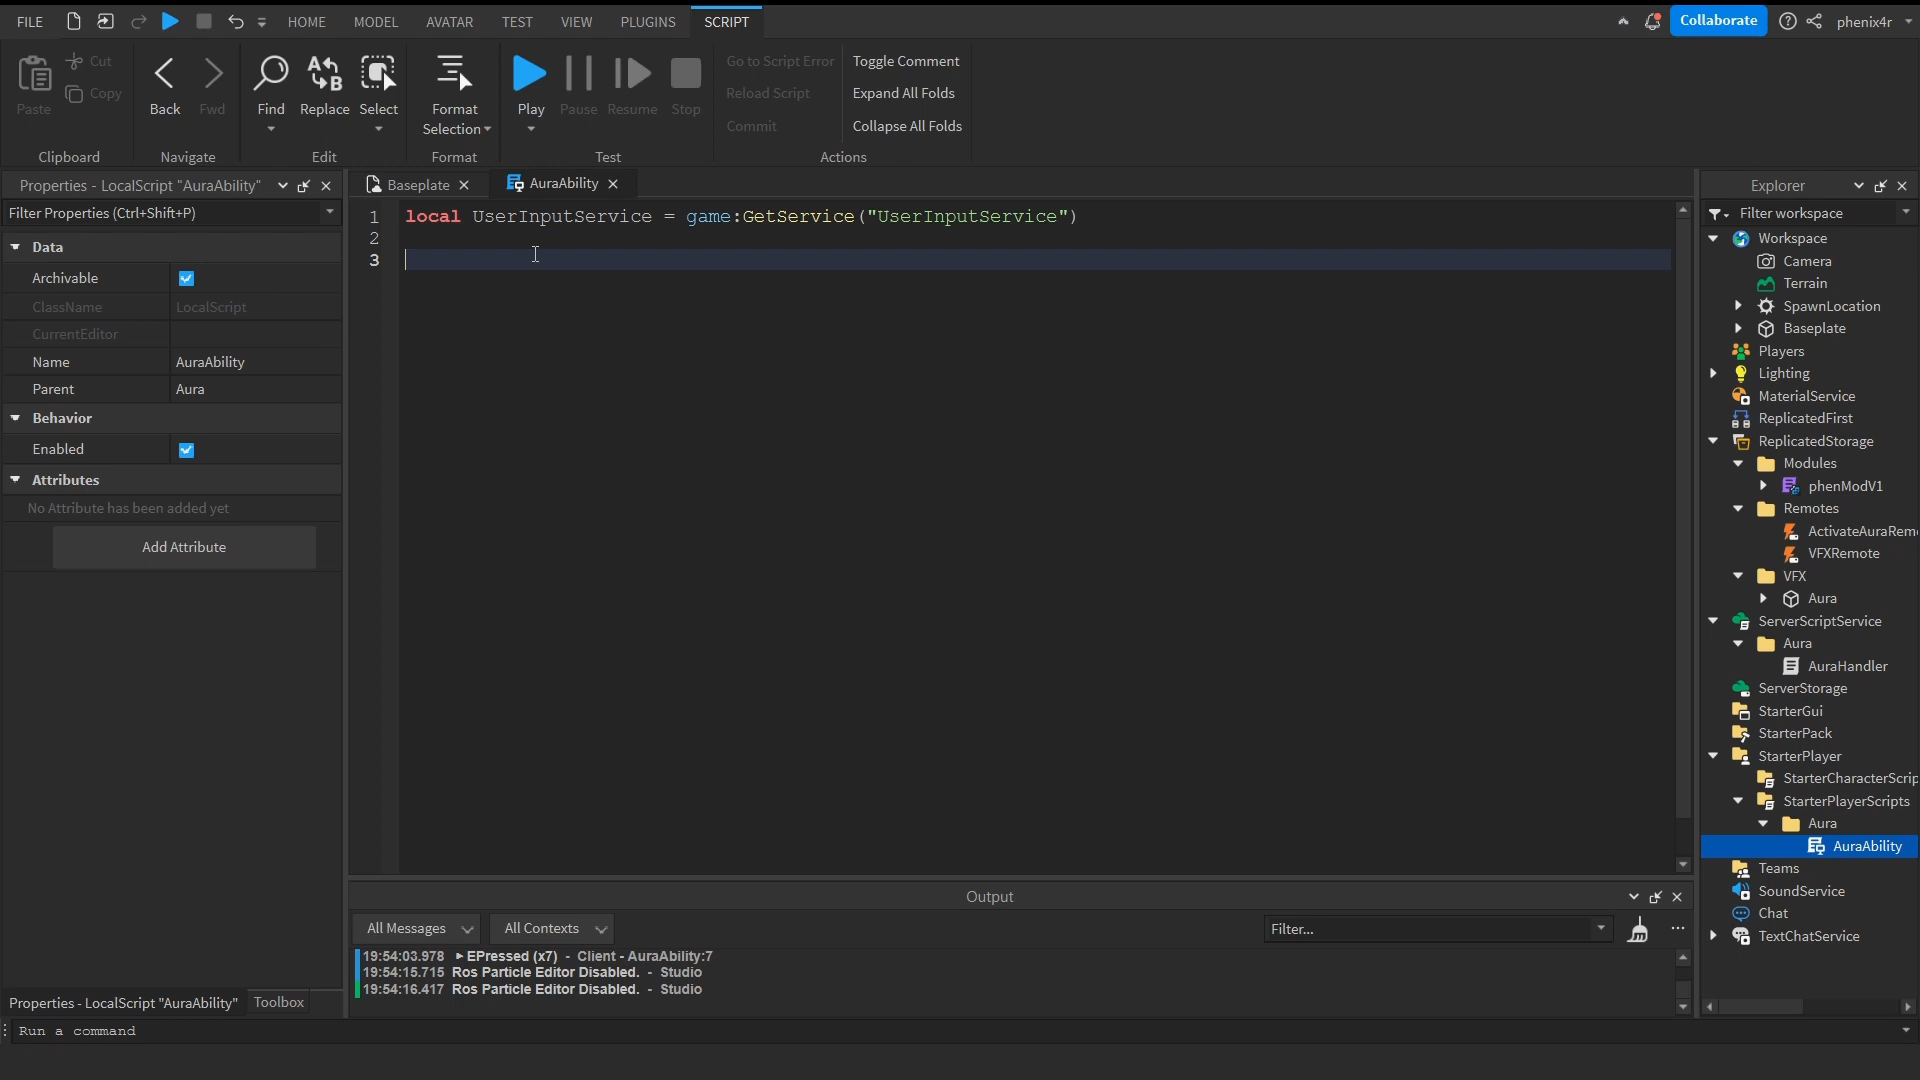 FILE HOME MODEL AVATAR TEST VIEW PLUGINS SCRIPT Collaborate phenix4r
Paste Cut Copy Back Fwd Find Replace Select Format Selection Play Pause Resume Stop Go to Script Error Reload Script Commit Toggle Comment Expand All Folds Collapse All Folds
Clipboard Navigate Edit Format Test Actions
Properties - LocalScript "AuraAbility"
Filter Properties (Ctrl+Shift+P)
Data
Archivable
ClassName LocalScript
CurrentEditor
Name AuraAbility
Parent Aura
Behavior
Enabled
Attributes
No Attribute has been added yet
Add Attribute
Properties - LocalScript "AuraAbility" Toolbox
Baseplate AuraAbility
1 local UserInputService = game:GetService("UserInputService")
2
3
Output
All Messages All Contexts Filter...
19:54:03.978 EPressed (x7) - Client - AuraAbility:7
19:54:15.715 Ros Particle Editor Disabled. - Studio
19:54:16.417 Ros Particle Editor Disabled. - Studio
Explorer
Filter workspace
Workspace
Camera
Terrain
SpawnLocation
Baseplate
Players
Lighting
MaterialService
ReplicatedFirst
ReplicatedStorage
Modules
phenModV1
Remotes
ActivateAuraRem
VFXRemote
VFX
Aura
ServerScriptService
Aura
AuraHandler
ServerStorage
StarterGui
StarterPack
StarterPlayer
StarterCharacterScrip
StarterPlayerScripts
Aura
AuraAbility
Teams
SoundService
Chat
TextChatService
Run a command